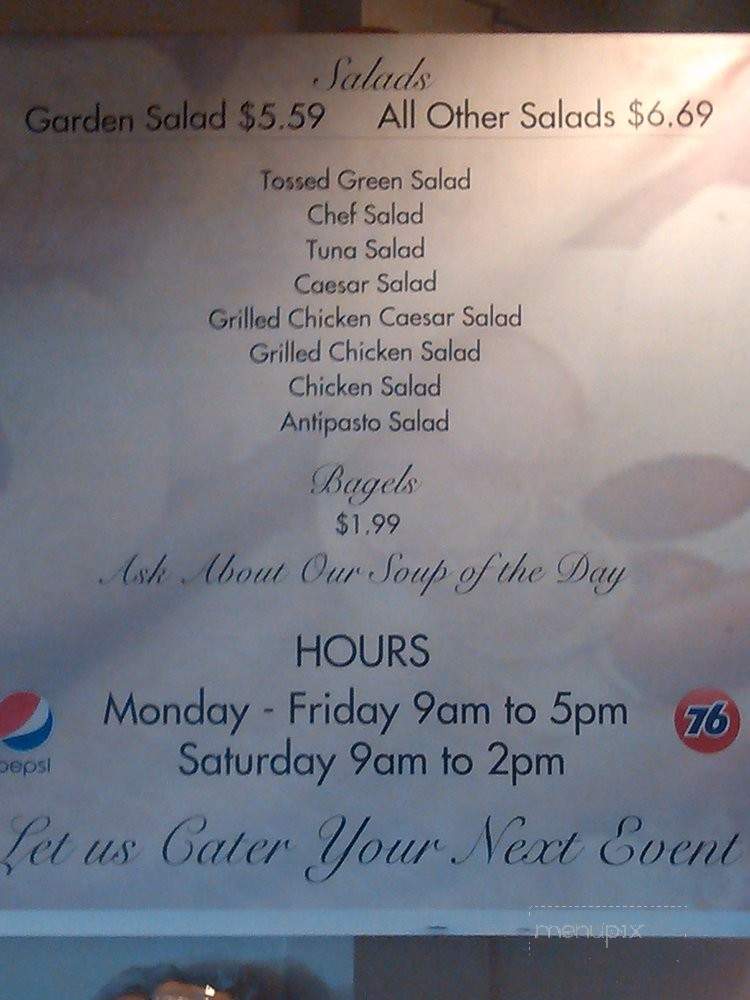 Salads
Garden Salad $5.59 All Other Salads $6.69
Tossed Green Salad
Chef Salad
Tuna Salad
Caesar Salad
Grilled Chicken Caesar Salad
Grilled Chicken Salad
Chicken Salad
Antipasto Salad
Bagels
$1.99
Ask About Our Soup of the Day
HOURS
Monday - Friday 9am to 5pm
76
pepsi
Saturday 9am to 2pm
Let us Cater Your Next Event
menupix